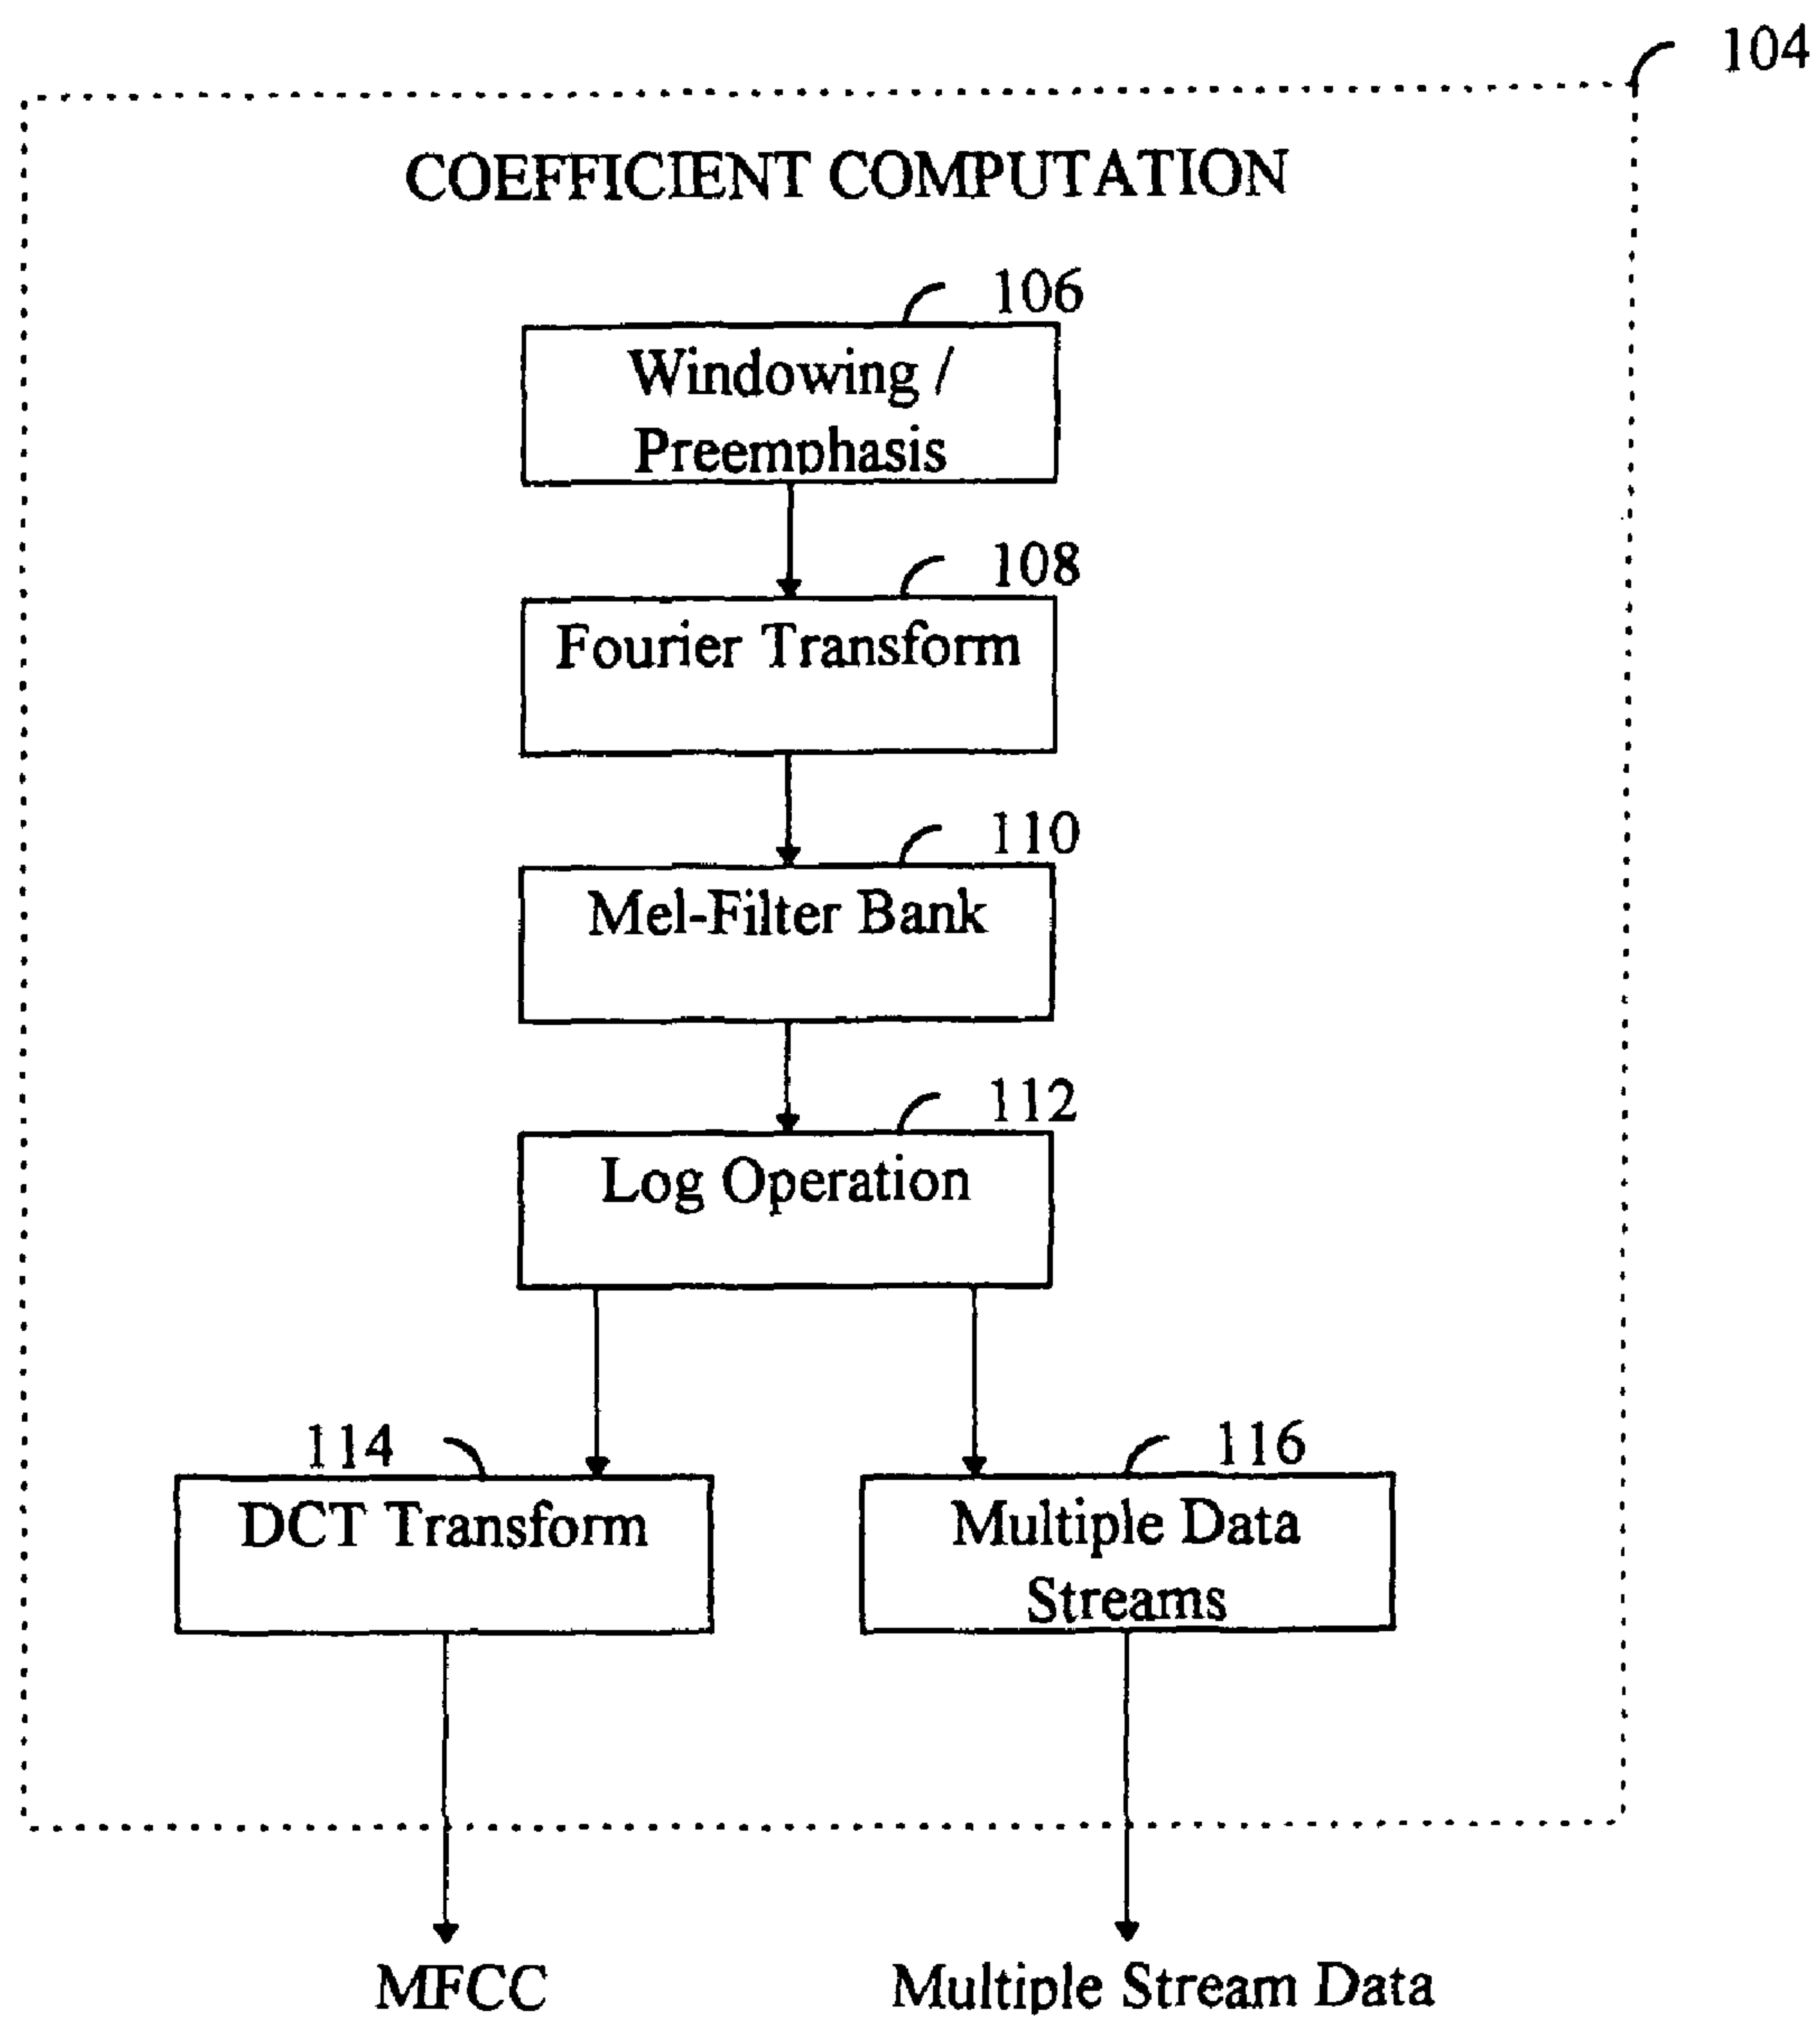 104
COEFFICIENT COMPUTATION
106
Windowing /
Preemphasis
108
Fourier Transform
110
Mel-Filter Bank
112
Log Operation
114
116
DCT Transform
Multiple Data
Streams
MFCC
Multiple Stream Data